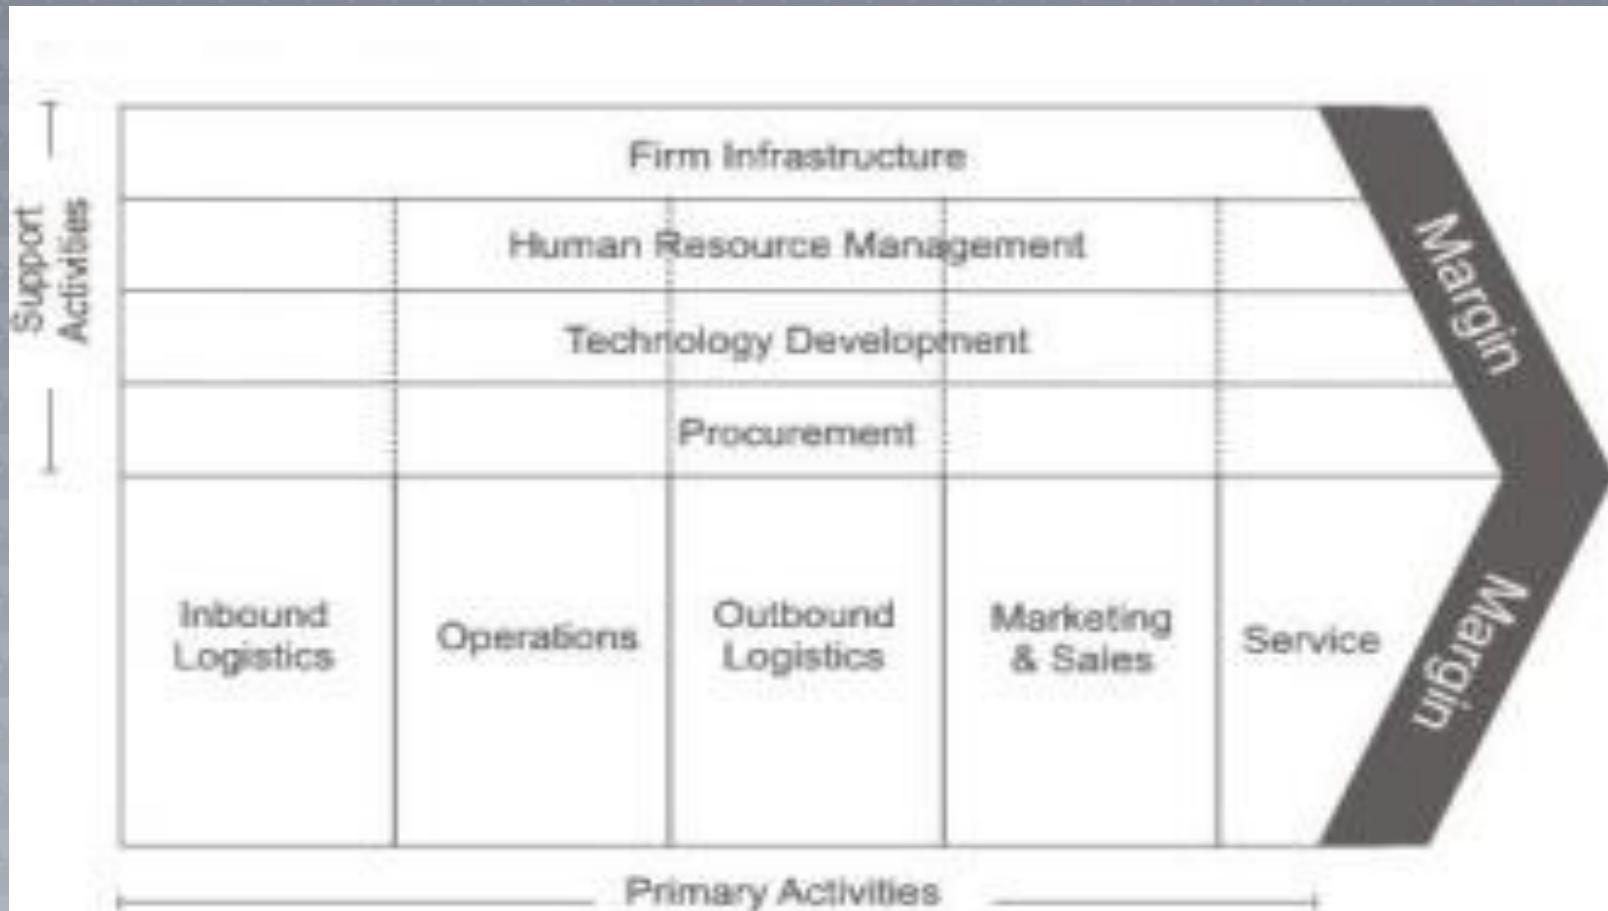 Firm Infrastructure
Support
Activities
Human Resource Management
Technology Development
Procurement
Margin
Inbound
Logistics
Operations
Outbound
Logistics
Marketing
& Sales
Service
Margin
Primary Activities